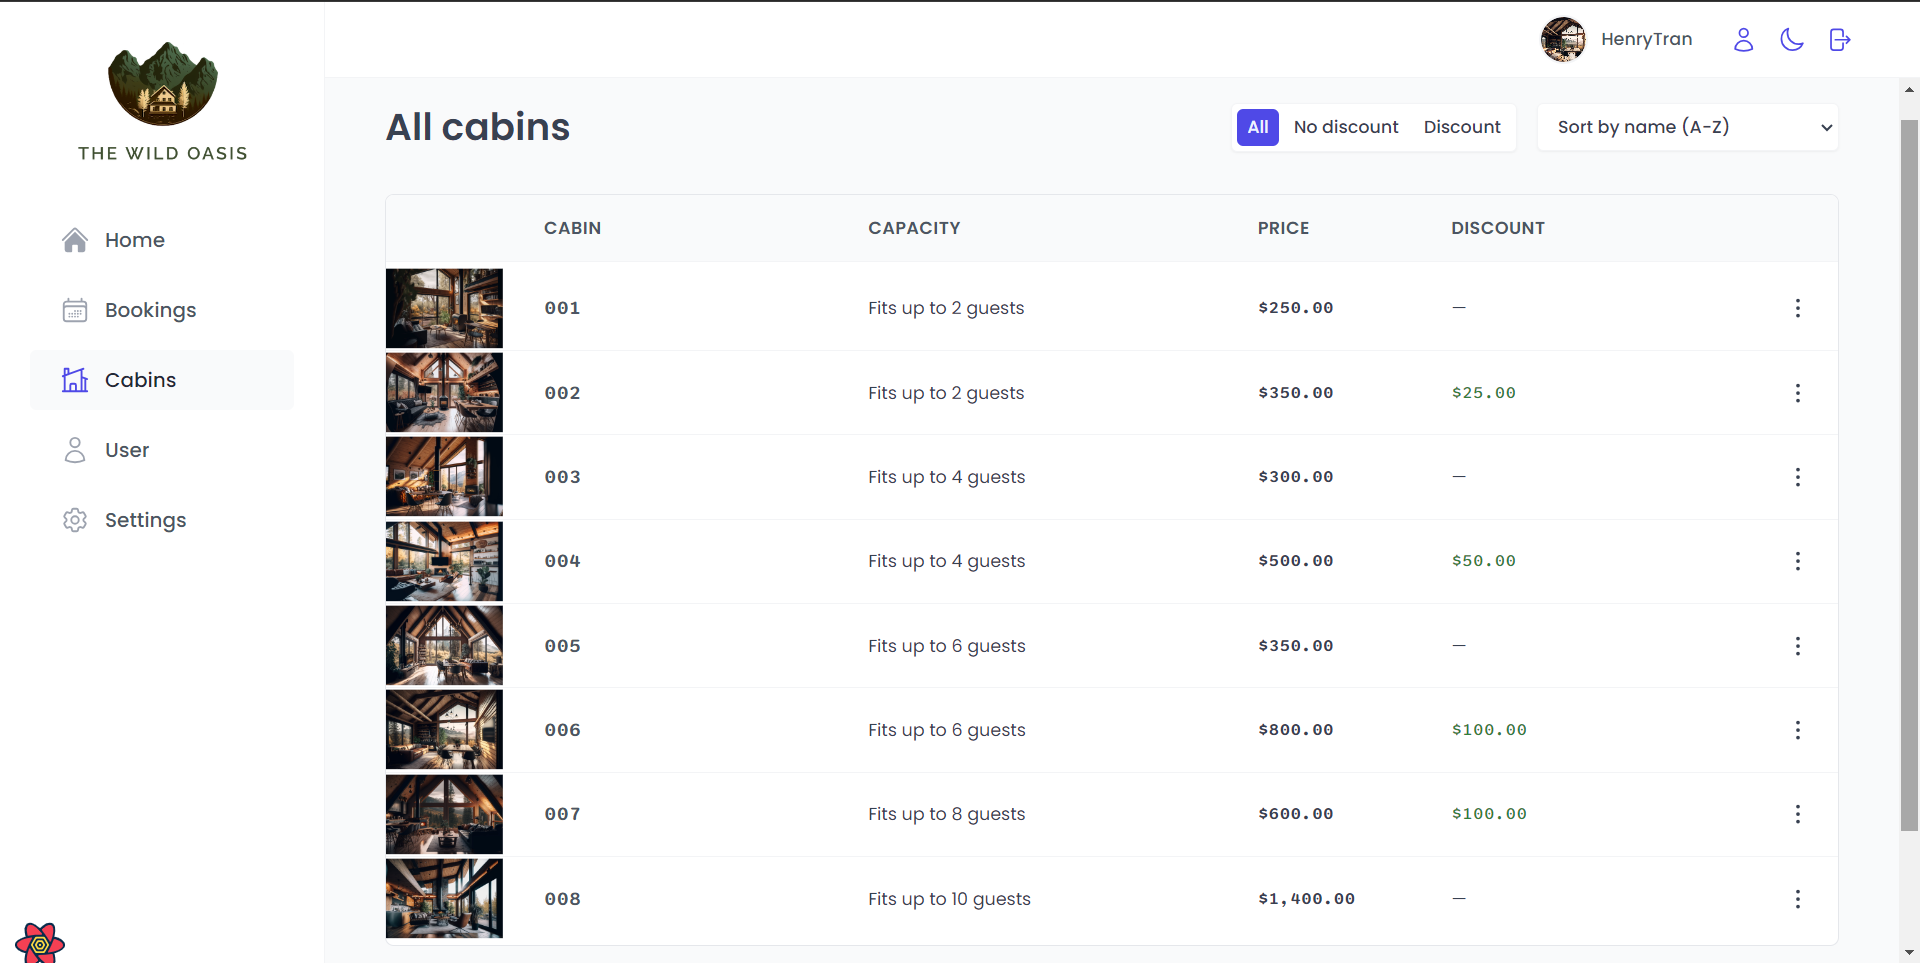 THE WILD OASIS
Home
Bookings
Cabins
User
Settings
HenryTran
All cabins
All No discount Discount
Sort by name (A-Z)
CABIN CAPACITY PRICE DISCOUNT
001 Fits up to 2 guests $250.00 —
002 Fits up to 2 guests $350.00 $25.00
003 Fits up to 4 guests $300.00 —
004 Fits up to 4 guests $500.00 $50.00
005 Fits up to 6 guests $350.00 —
006 Fits up to 6 guests $800.00 $100.00
007 Fits up to 8 guests $600.00 $100.00
008 Fits up to 10 guests $1,400.00 —